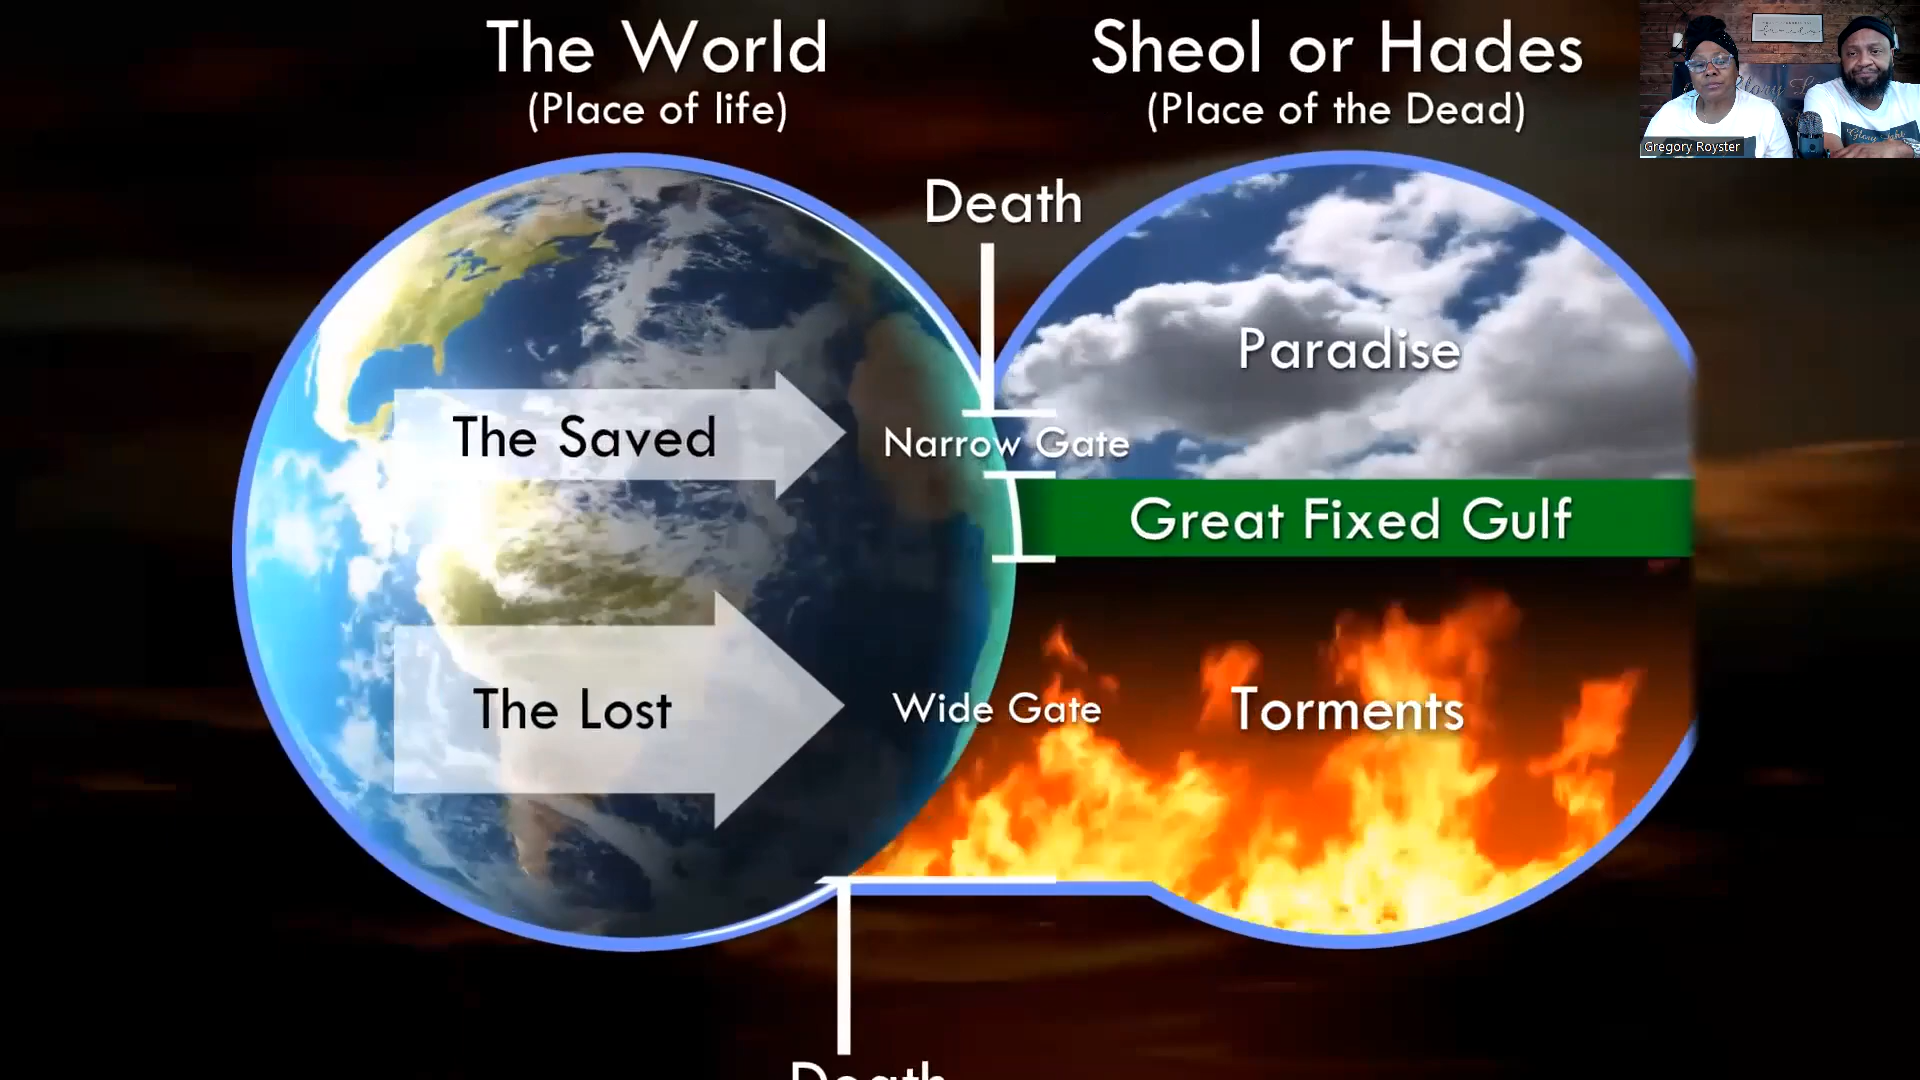 The World
(Place of life)
Sheol or Hades
(Place of the Dead)
Gregory Royster
Death
Paradise
The Saved
Narrow Gate
Great Fixed Gulf
The Lost
Wide Gate
Torments
Death